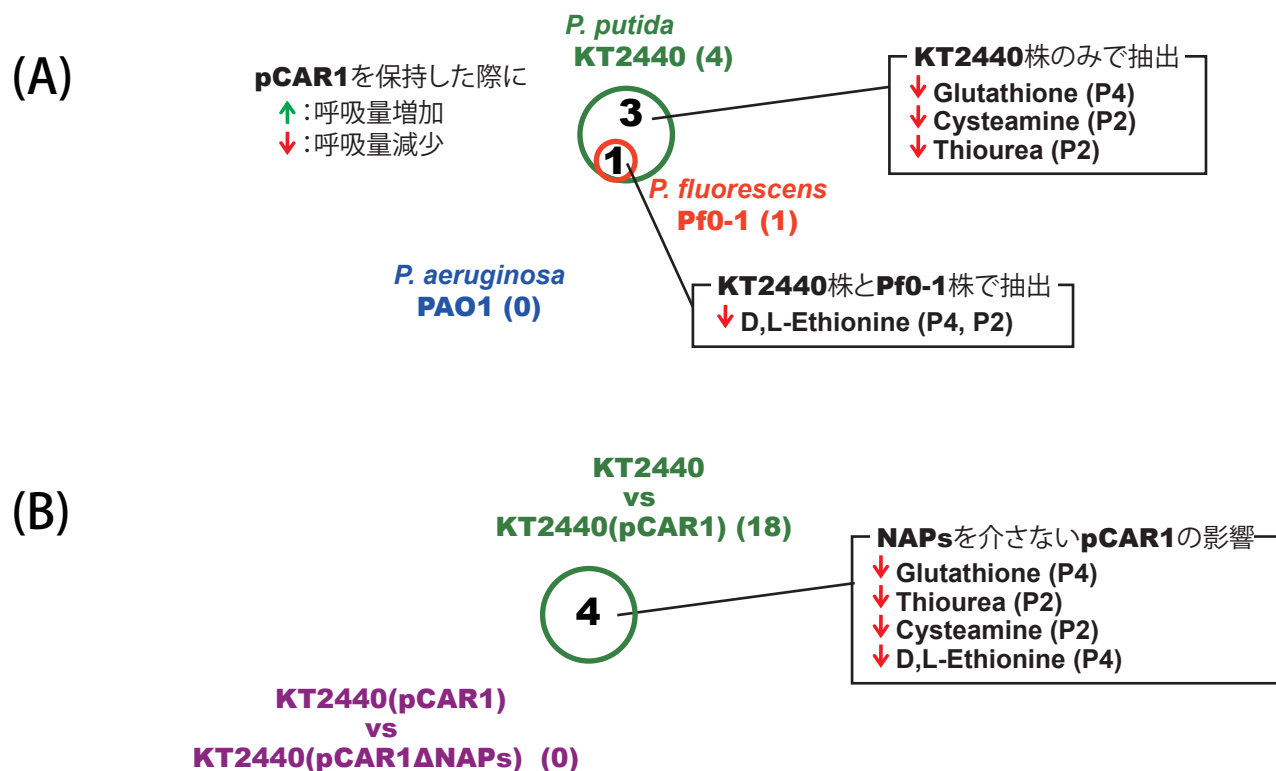 (A)
pCAR1を保持した際に
↑:呼吸量増加
↓:呼吸量減少
P. putida
KT2440 (4)
3
1
P. fluorescens
Pf0-1 (1)
P. aeruginosa
PAO1 (0)
KT2440株のみで抽出
↓ Glutathione (P4)
↓ Cysteamine (P2)
↓ Thiourea (P2)
KT2440株とPf0-1株で抽出
↓ D,L-Ethionine (P4, P2)
(B)
KT2440
vs
KT2440(pCAR1) (18)
4
KT2440(pCAR1)
vs
KT2440(pCAR1ΔNAPs) (0)
NAPsを介さないpCAR1の影響
↓ Glutathione (P4)
↓ Thiourea (P2)
↓ Cysteamine (P2)
↓ D,L-Ethionine (P4)